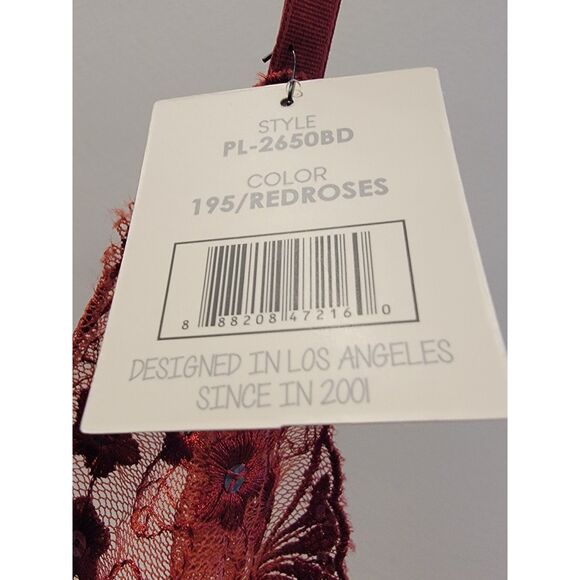 S
STYLE
PL-2650BD
COLOR
195/REDROSES
8 88208 47216 0
DESIGNED IN LOS ANGELES
SINCE IN 2001